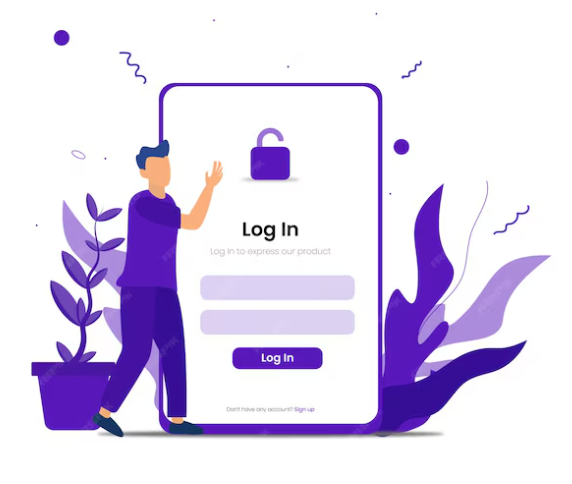 Log In
Log In to express our product
Log In
Don't have any account? Sign up